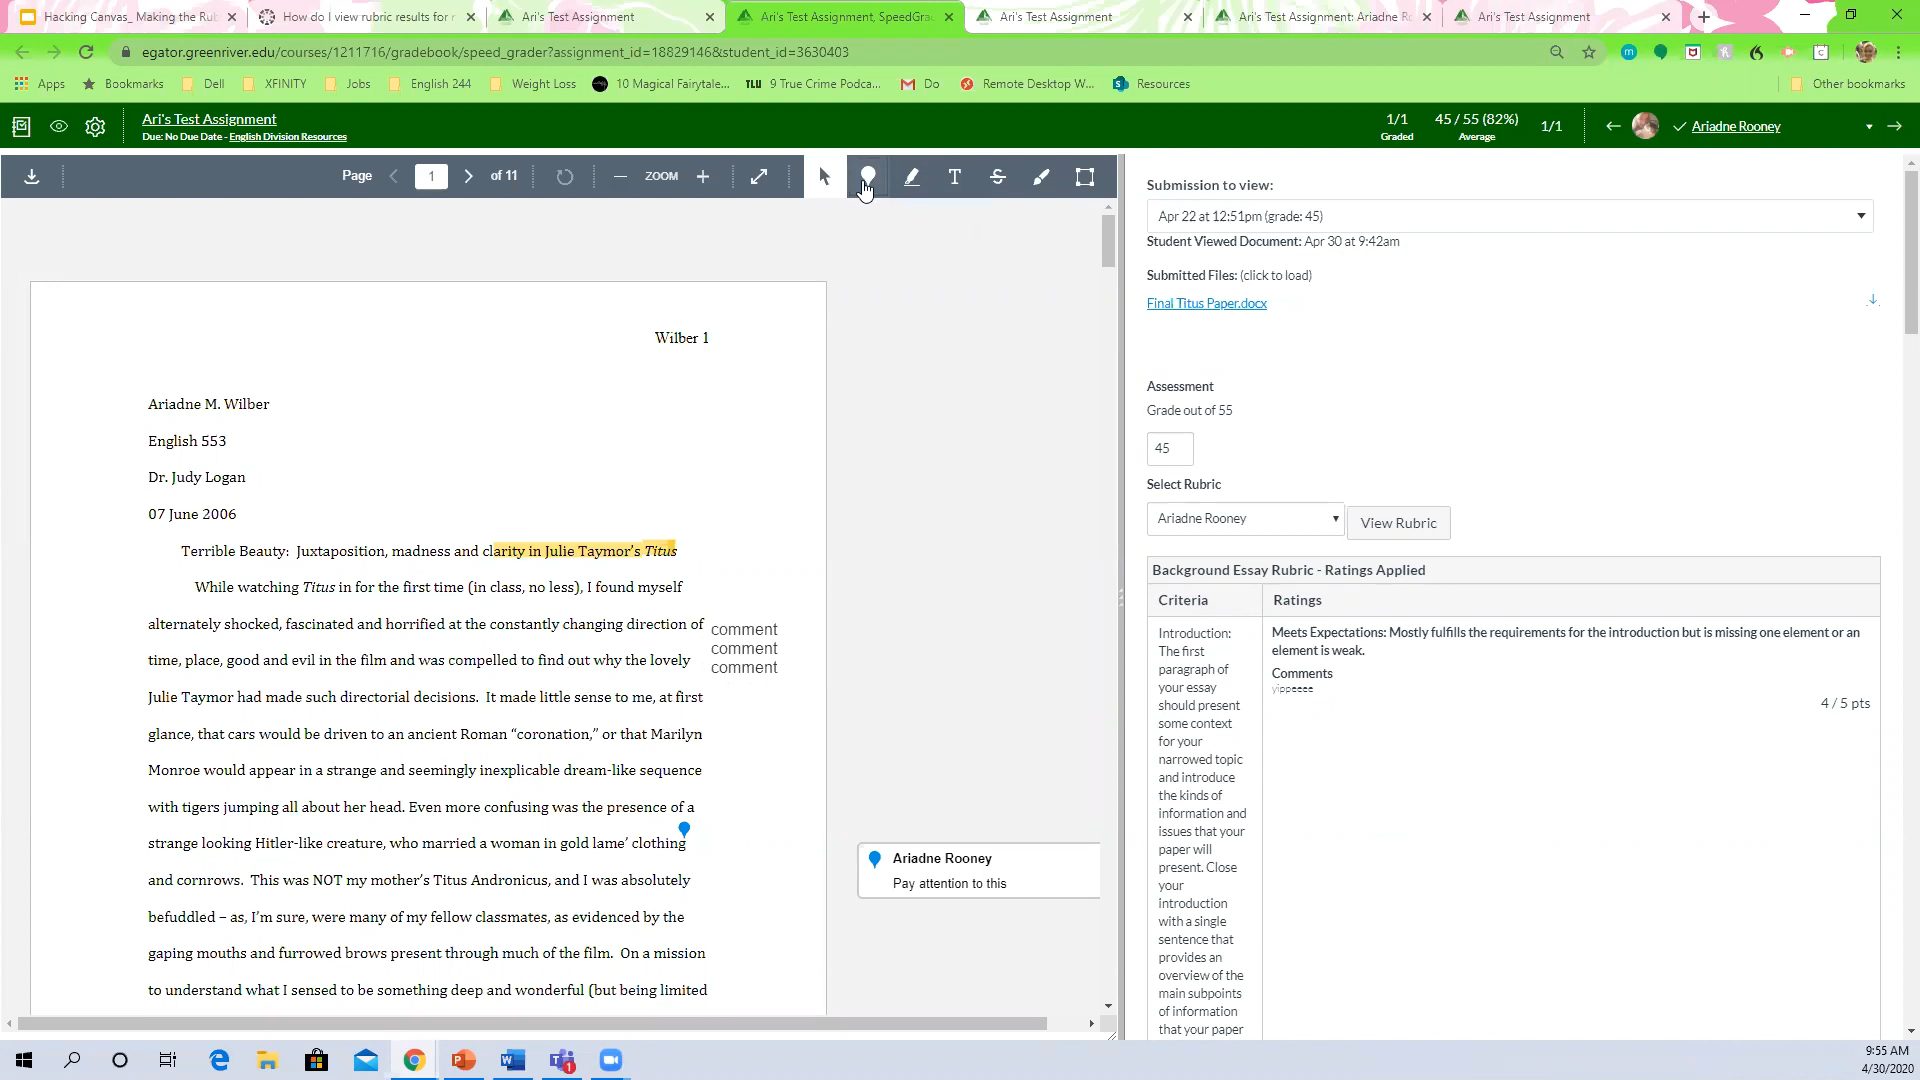 Hacking Canvas_ Making the Rub
How do I view rubric results for r
Ari's Test Assignment
Ari's Test Assignment, SpeedGra
Ari's Test Assignment
Ari's Test Assignment: Ariadne Ro
Ari's Test Assignment
egator.greenriver.edu/courses/1211716/gradebook/speed_grader?assignment_id=18829146&student_id=3630403
Apps
Bookmarks
Dell
XFINITY
Jobs
English 244
Weight Loss
10 Magical Fairytale...
TLU 9 True Crime Podca...
Do
Remote Desktop W...
Resources
Other bookmarks
Ari's Test Assignment
Due: No Due Date - English Division Resources
1/1
Graded
45 / 55 (82%)
Average
1/1
Ariadne Rooney
Page
1
of 11
ZOOM
T
S
Wilber 1
Ariadne M. Wilber
English 553
Dr. Judy Logan
07 June 2006
Terrible Beauty: Juxtaposition, madness and clarity in Julie Taymor's Titus
While watching Titus in for the first time (in class, no less), I found myself
alternately shocked, fascinated and horrified at the constantly changing direction of
time, place, good and evil in the film and was compelled to find out why the lovely
Julie Taymor had made such directorial decisions. It made little sense to me, at first
glance, that cars would be driven to an ancient Roman “coronation,” or that Marilyn
Monroe would appear in a strange and seemingly inexplicable dream-like sequence
with tigers jumping all about her head. Even more confusing was the presence of a
strange looking Hitler-like creature, who married a woman in gold lame’ clothing
and cornrows. This was NOT my mother’s Titus Andronicus, and I was absolutely
befuddled – as, I’m sure, were many of my fellow classmates, as evidenced by the
gaping mouths and furrowed brows present through much of the film. On a mission
to understand what I sensed to be something deep and wonderful (but being limited
comment
comment
comment
Ariadne Rooney
Pay attention to this
Submission to view:
Apr 22 at 12:51pm (grade: 45)
Student Viewed Document: Apr 30 at 9:42am
Submitted Files: (click to load)
Final Titus Paper.docx
Assessment
Grade out of 55
45
Select Rubric
Ariadne Rooney
View Rubric
Background Essay Rubric - Ratings Applied
Criteria
Ratings
Introduction:
The first
paragraph of
your essay
should present
some context
for your
narrowed topic
and introduce
the kinds of
information and
issues that your
paper will
present. Close
your
introduction
with a single
sentence that
provides an
overview of the
main subpoints
of information
that your paper
Meets Expectations: Mostly fulfills the requirements for the introduction but is missing one element or an
element is weak.
Comments
yippeeee
4 / 5 pts
9:55 AM
4/30/2020